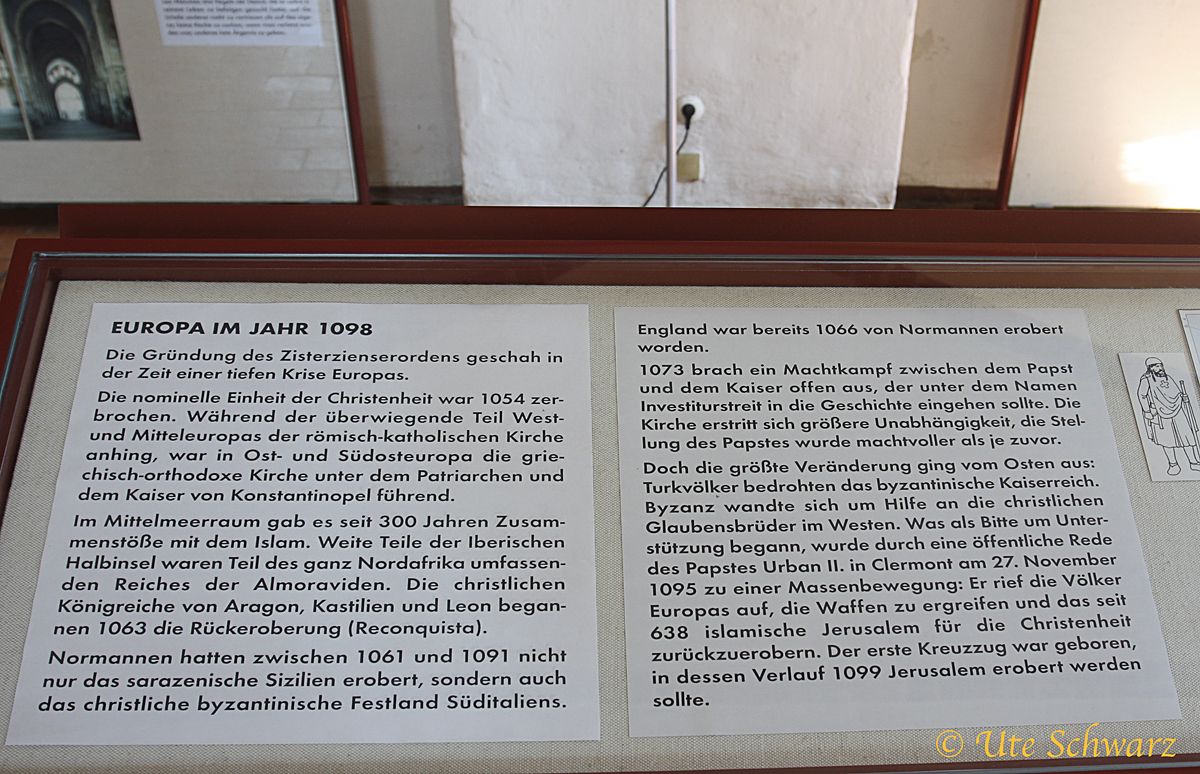 EUROPA IM JAHR 1098
Die Gründung des Zisterzienserordens geschah in
der Zeit einer tiefen Krise Europas.
Die nominelle Einheit der Christenheit war 1054 zer-
brochen. Während der überwiegende Teil West-
und Mitteleuropas der römisch-katholischen Kirche
anhing, war in Ost- und Südosteuropa die grie-
chisch-orthodoxe Kirche unter dem Patriarchen und
dem Kaiser von Konstantinopel führend.
Im Mittelmeerraum gab es seit 300 Jahren Zusam-
menstöße mit dem Islam. Weite Teile der Iberischen
Halbinsel waren Teil des ganz Nordafrika umfassen-
den Reiches der Almoraviden. Die christlichen
Königreiche von Aragon, Kastilien und Leon began-
nen 1063 die Rückeroberung (Reconquista).
Normannen hatten zwischen 1061 und 1091 nicht
nur das sarazenische Sizilien erobert, sondern auch
das christliche byzantinische Festland Süditaliens.
England war bereits 1066 von Normannen erobert
worden.
1073 brach ein Machtkampf zwischen dem Papst
und dem Kaiser offen aus, der unter dem Namen
Investiturstreit in die Geschichte eingehen sollte. Die
Kirche erstritt sich größere Unabhängigkeit, die Stel-
lung des Papstes wurde machtvoller als je zuvor.
Doch die größte Veränderung ging vom Osten aus:
Turkvölker bedrohten das byzantinische Kaiserreich.
Byzanz wandte sich um Hilfe an die christlichen
Glaubensbrüder im Westen. Was als Bitte um Unter-
stützung begann, wurde durch eine öffentliche Rede
des Papstes Urban II. in Clermont am 27. November
1095 zu einer Massenbewegung: Er rief die Völker
Europas auf, die Waffen zu ergreifen und das seit
638 islamische Jerusalem für die Christenheit
zurückzuerobern. Der erste Kreuzzug war geboren,
in dessen Verlauf 1099 Jerusalem erobert werden
sollte.
© Ute Schwarz